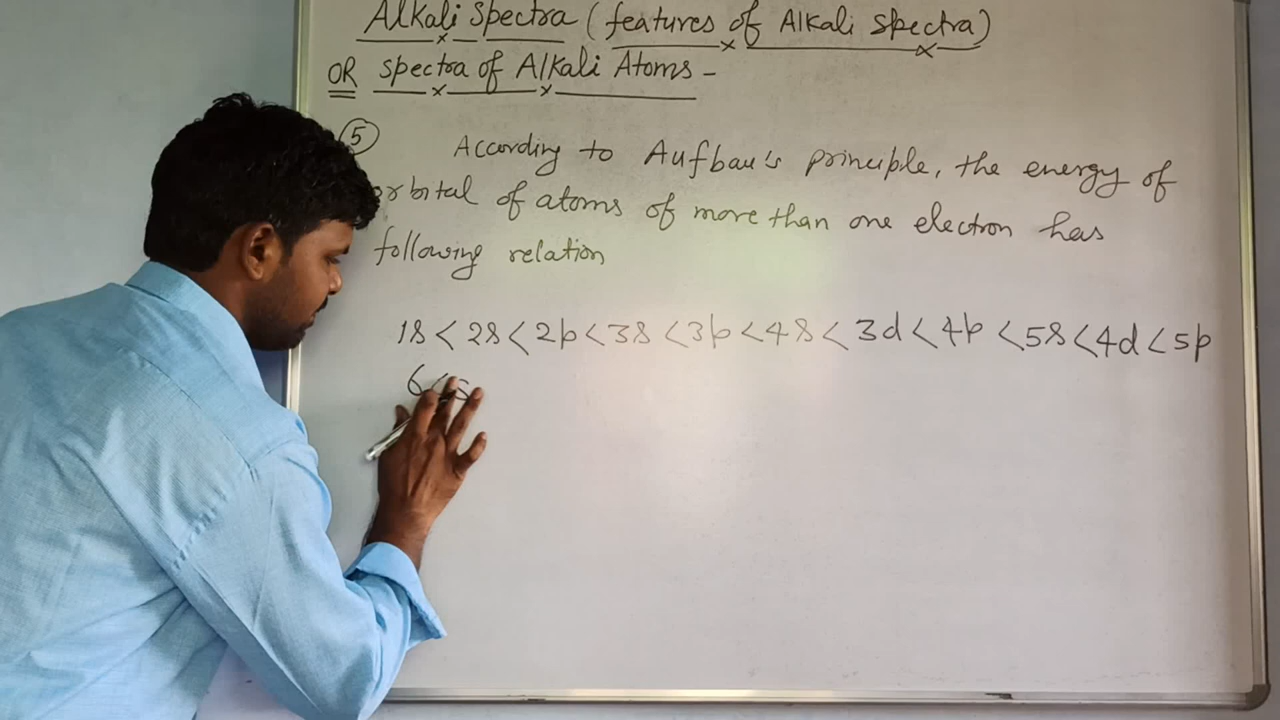 Alkali spectra (features of Alkali spectra)
OR spectra of Alkali Atoms -
5
According to Aufbau's principle, the energy of
orbital of atoms of more than one electron has
following relation
1s < 2s < 2p < 3s < 3p < 4s < 3d < 4p < 5s < 4d < 5p
6